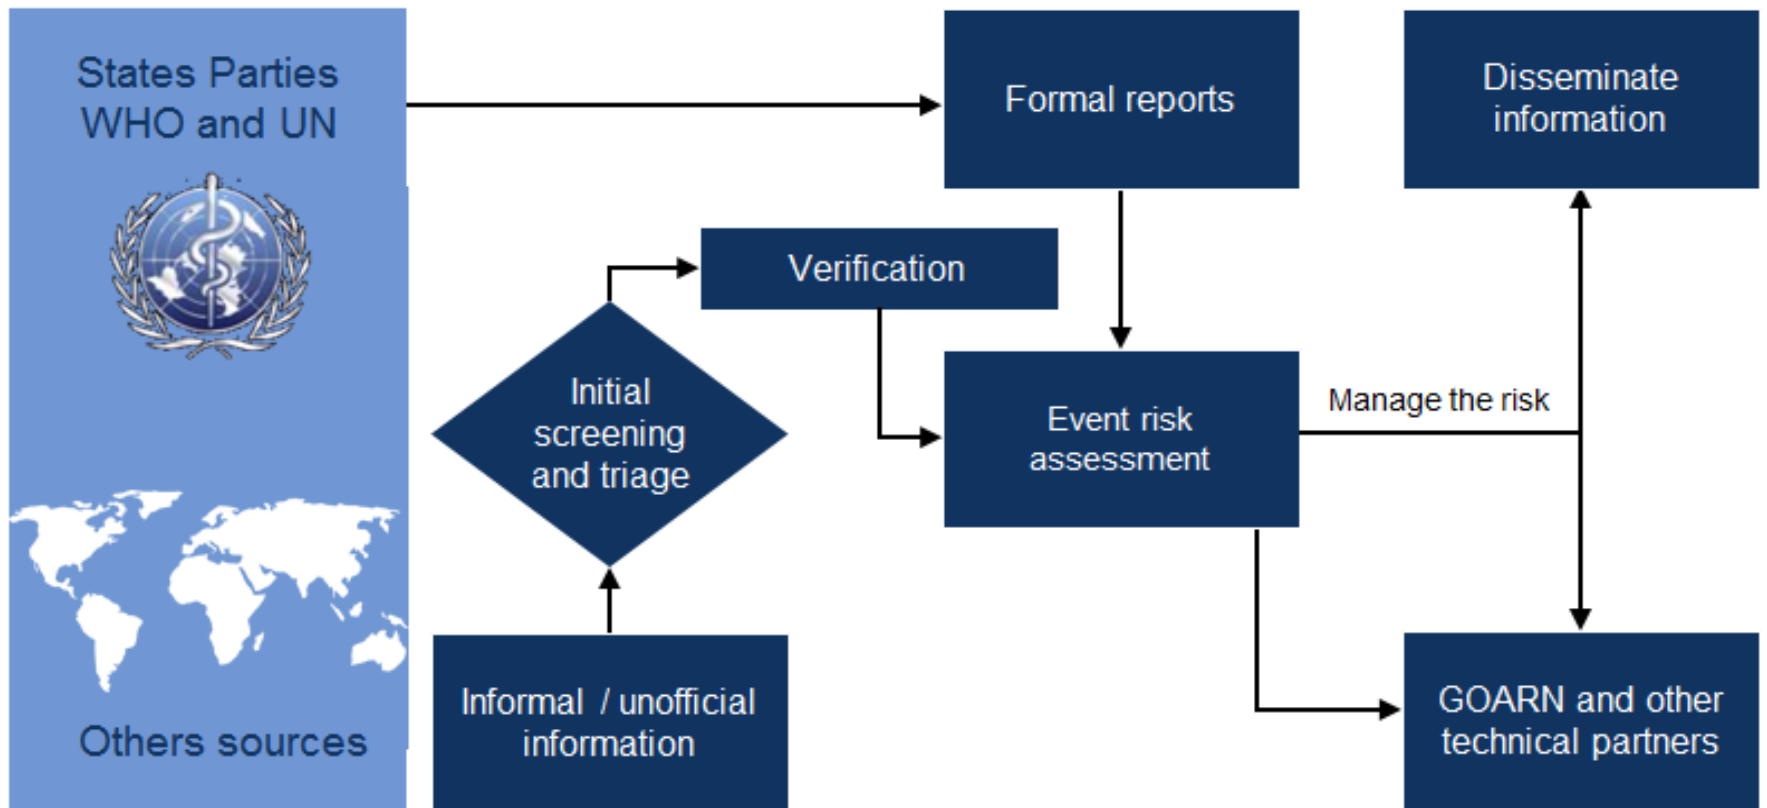 States Parties
WHO and UN
Formal reports
Disseminate
information
Verification
Initial
screening
and triage
Manage the risk
Event risk
assessment
Informal / unofficial
information
GOARN and other
technical partners
Others sources